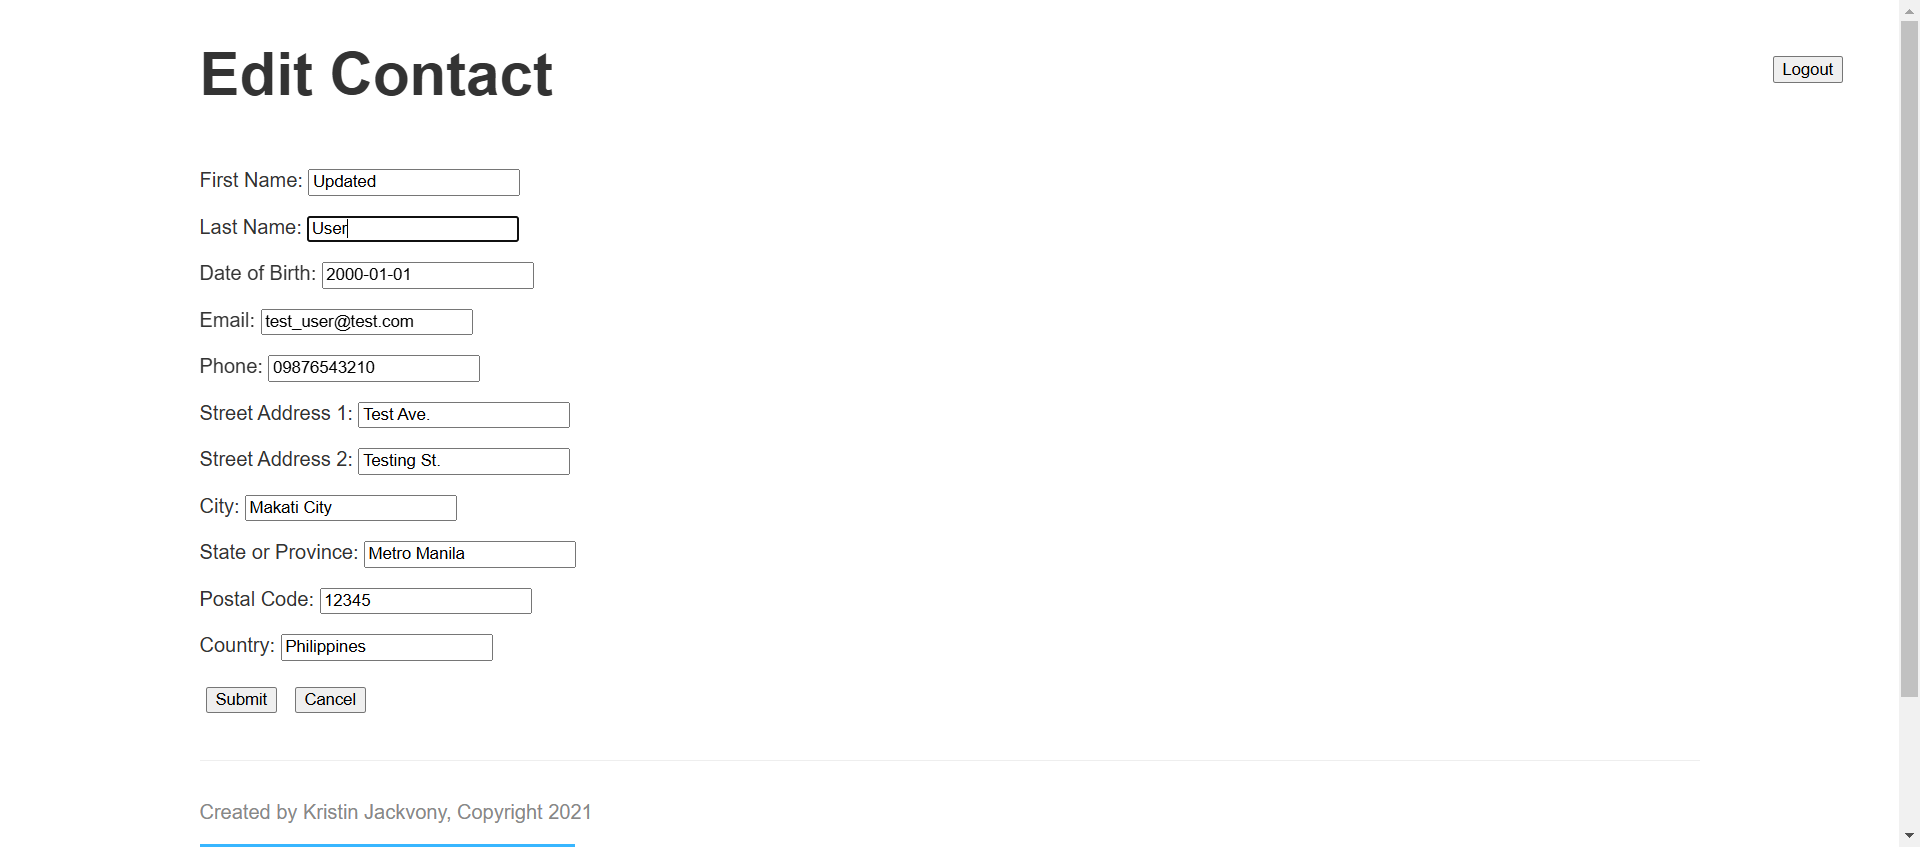 Edit Contact
Logout
First Name: Updated
Last Name: User
Date of Birth: 2000-01-01
Email: test_user@test.com
Phone: 09876543210
Street Address 1: Test Ave.
Street Address 2: Testing St.
City: Makati City
State or Province: Metro Manila
Postal Code: 12345
Country: Philippines
Submit Cancel
Created by Kristin Jackvony, Copyright 2021